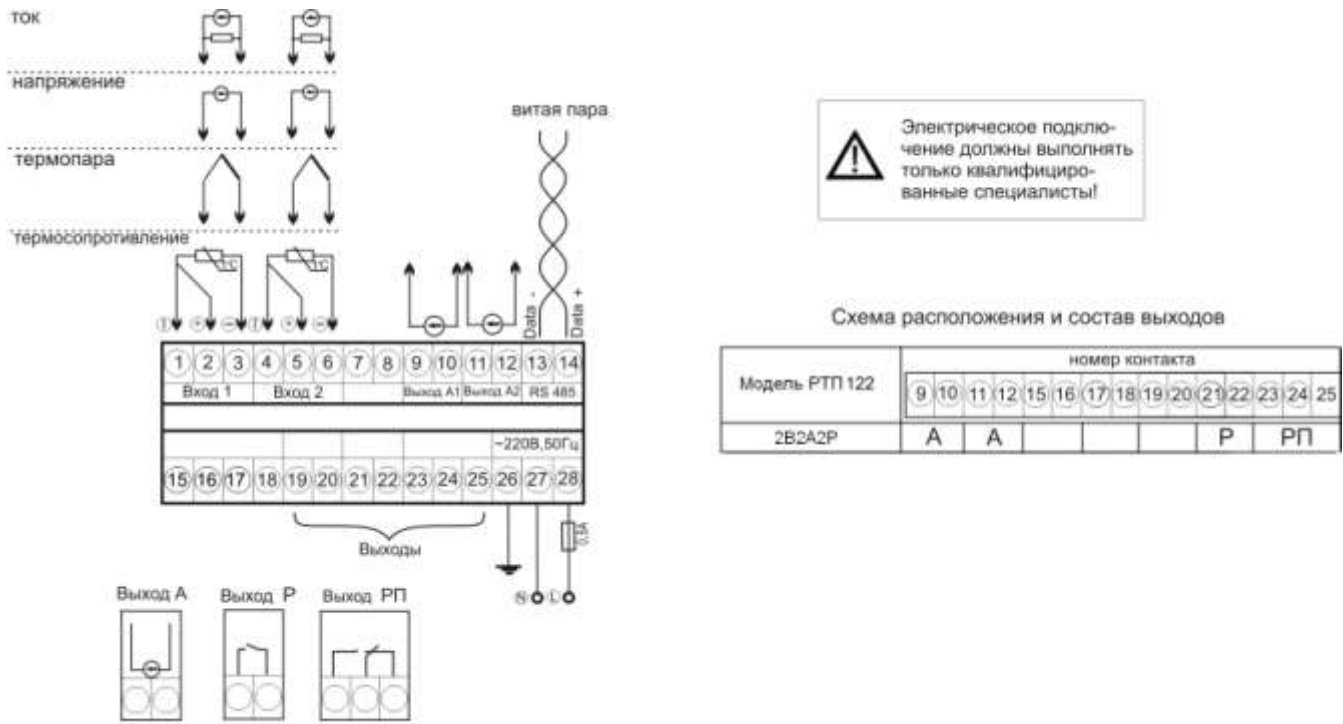 ток
напряжение
термопара
термосопротивление
витая пара
Data -
Data +
1 2 3 4 5 6 7 8 9 10 11 12 13 14
Вход 1 Вход 2 Выход А1 Выход А2 RS 485
~220В,50Гц
15 16 17 18 19 20 21 22 23 24 25 26 27 28
Выходы
0,5А
N L
Выход А Выход Р Выход РП
Электрическое подклю-
чение должны выполнять
только квалифициро-
ванные специалисты!
Схема расположения и состав выходов
Модель РТП 122
номер контакта
9 10 11 12 15 16 17 18 19 20 21 22 23 24 25
2В2А2Р А А Р РП